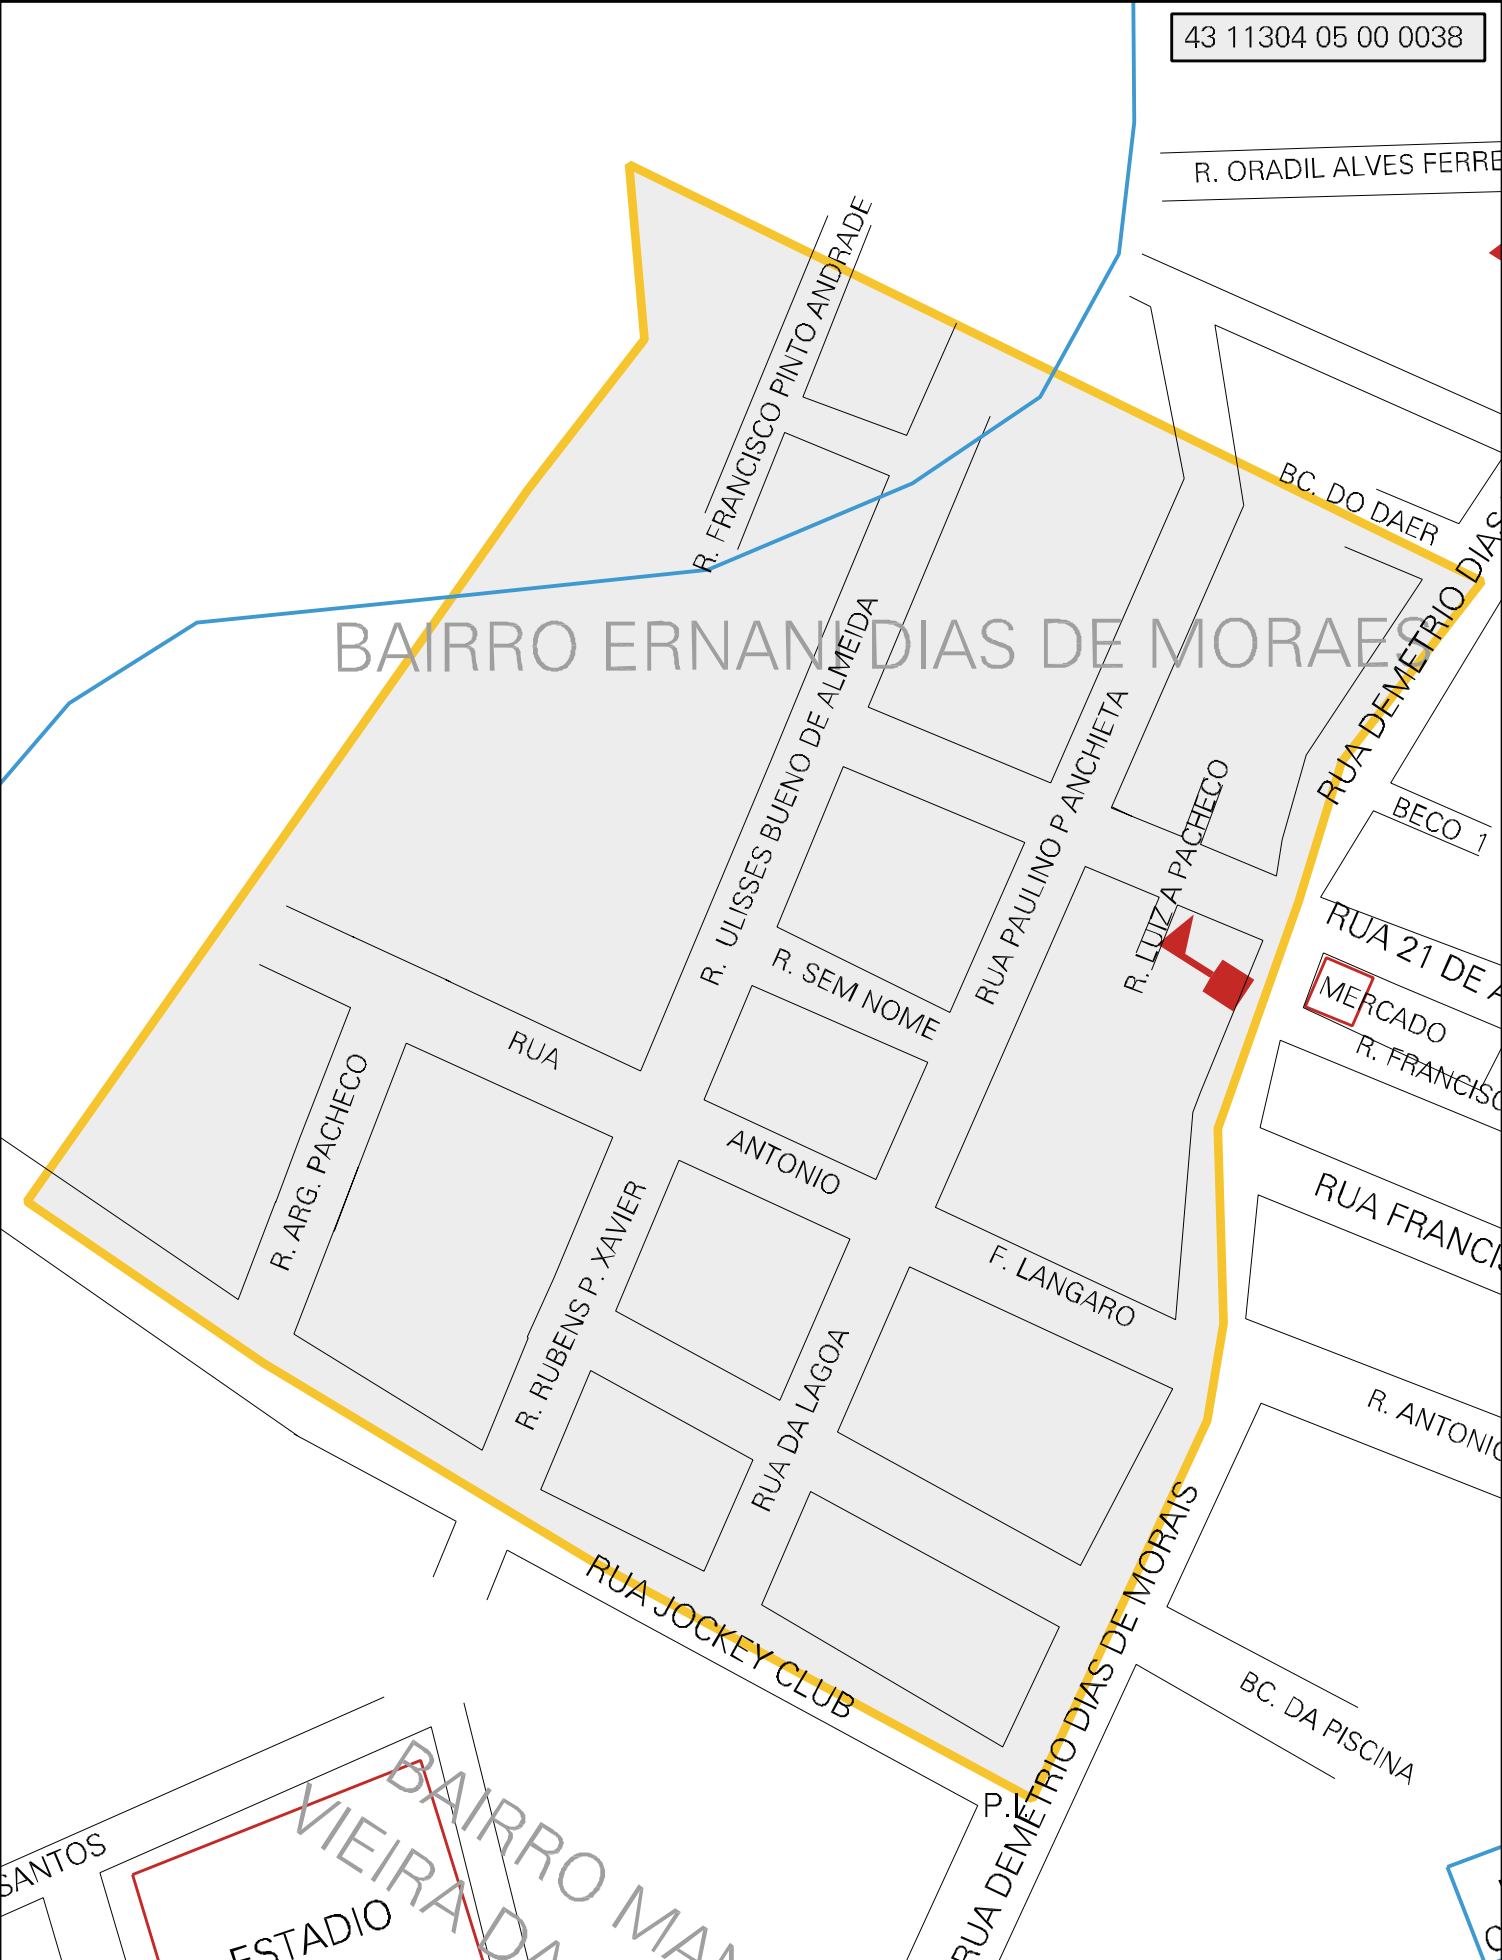 43 11304 05 00 0038
R. ORADIL ALVES FERRE
R. FRANCISCO PINTO ANDRADE
BC. DO DAER
RUA DEMETRIO DIAS
BAIRRO ERNANI DIAS DE MORAES
R. ULISSES BUENO DE ALMEIDA
RUA PAULINO P ANCHIETA
R. LUIZ A PACHECO
BECO 1
RUA 21 DE A
MERCADO
R. FRANCISC
R. SEM NOME
RUA
ANTONIO
F. LANGARO
R. ARG. PACHECO
R. RUBENS P. XAVIER
RUA DA LAGOA
RUA FRANCIS
R. ANTONIO
RUA JOCKEY CLUB
RUA DEMETRIO DIAS DE MORAIS
BC. DA PISCINA
P.I.
BAIRRO MAN
VIEIRA DA
SANTOS
ESTADIO